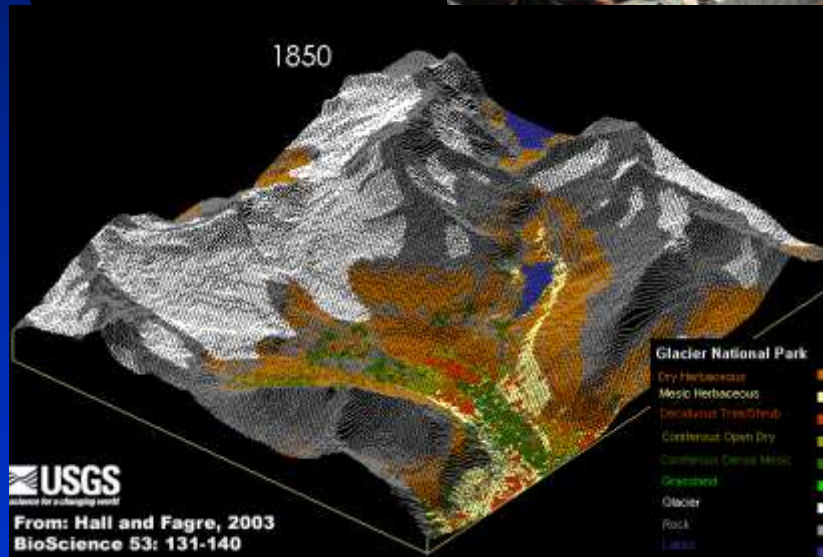 1850
Glacier National Park
Dry Herbaceous
Mesic Herbaceous
Deciduous Tree/Shrub
Coniferous Open Dry
Coniferous Dense Mesic
Grassland
Glacier
Rock
Lakes
USGS
science for a changing world
From: Hall and Fagre, 2003
BioScience 53: 131-140